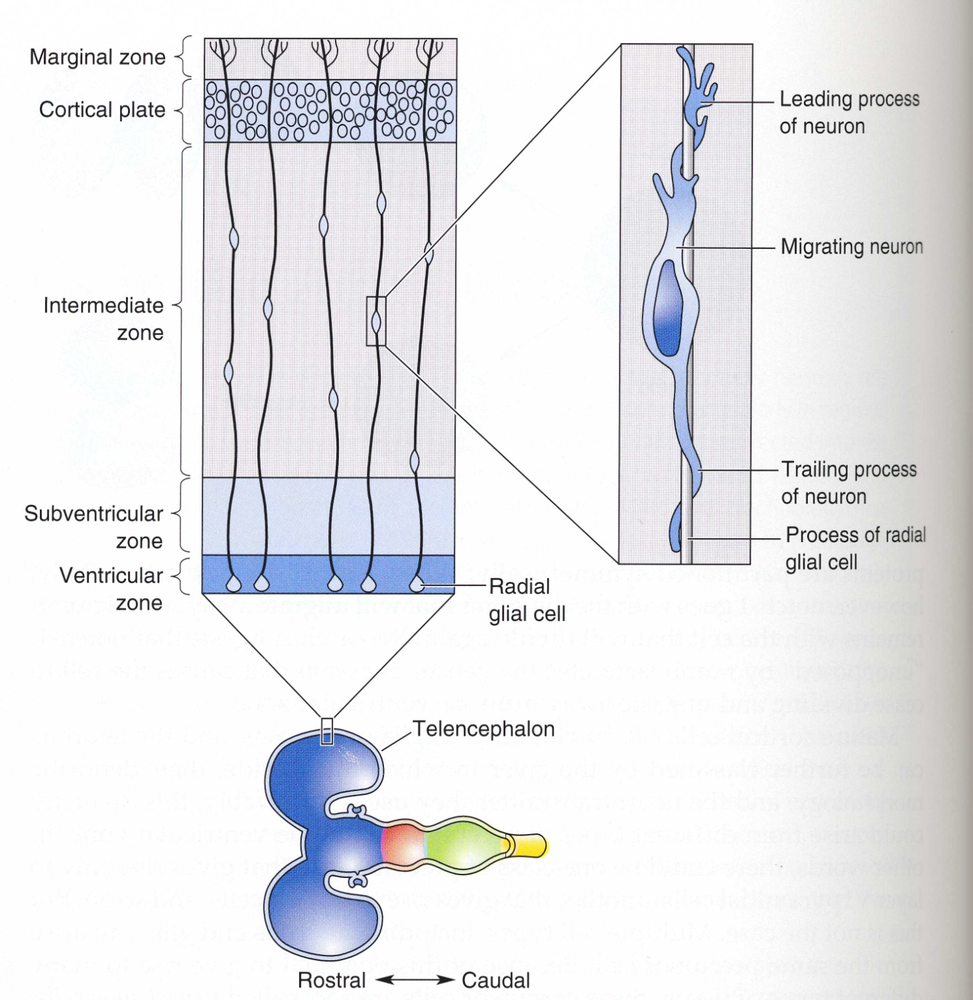 Marginal zone
Cortical plate
Intermediate
zone
Subventricular
zone
Ventricular
zone
Radial
glial cell
Leading process
of neuron
Migrating neuron
Trailing process
of neuron
Process of radial
glial cell
Telencephalon
Rostral
Caudal